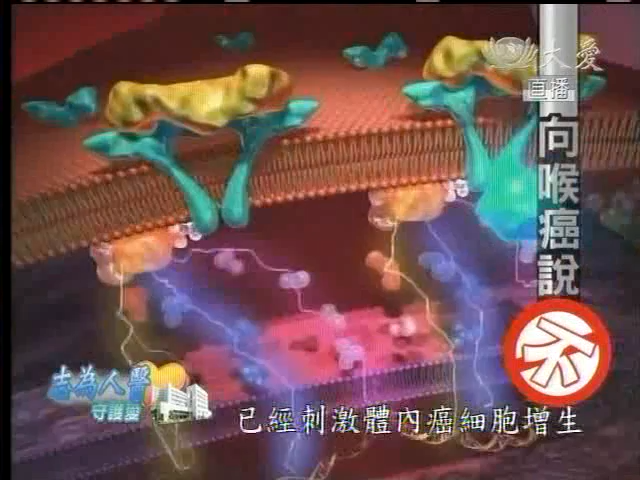 大愛
直播
向喉癌說
不
志為人醫
守護愛
已經刺激體內癌細胞增生